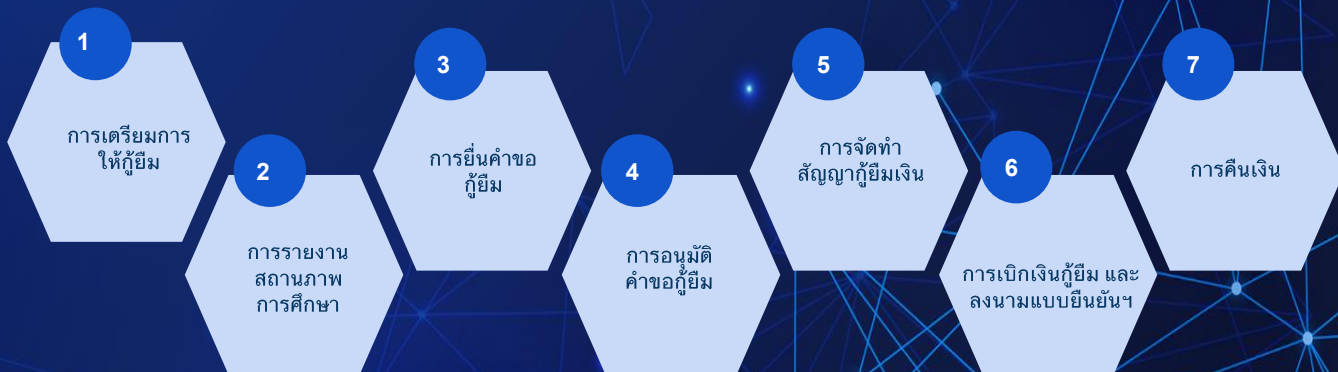 1
การเตรียมการ
ให้กู้ยืม
2
การรายงาน
สถานภาพ
การศึกษา
3
การยื่นคำขอ
กู้ยืม
4
การอนุมัติ
คำขอกู้ยืม
5
การจัดทำ
สัญญากู้ยืมเงิน
6
การเบิกเงินกู้ยืม และ
ลงนามแบบยืนยันฯ
7
การคืนเงิน